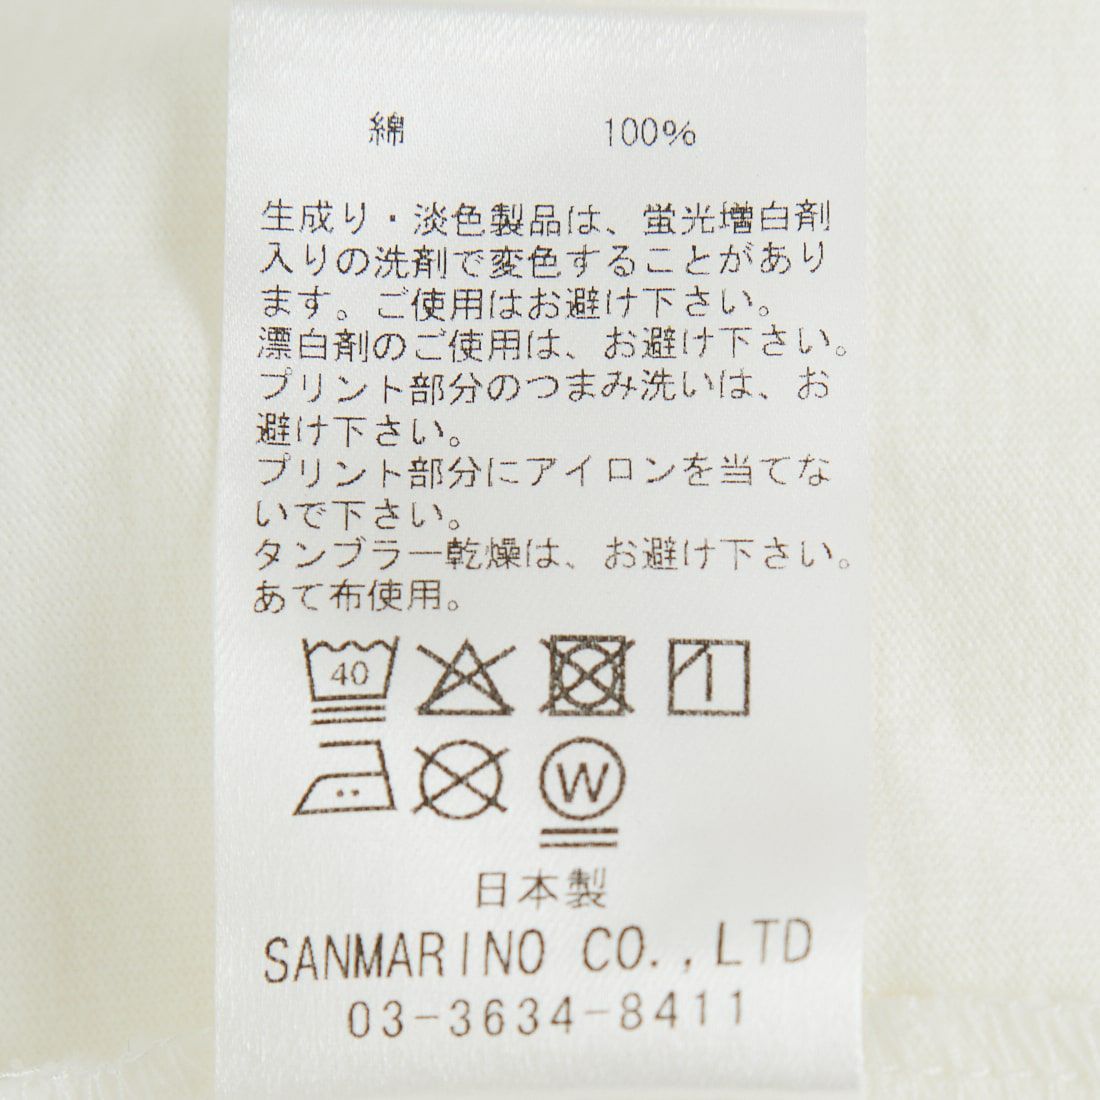 綿 100%
生成り・淡色製品は、蛍光増白剤
入りの洗剤で変色することがあり
ます。ご使用はお避け下さい。
漂白剤のご使用は、お避け下さい。
プリント部分のつまみ洗いは、お
避け下さい。
プリント部分にアイロンを当てな
いで下さい。
タンブラー乾燥は、お避け下さい。
あて布使用。
40
W
日本製
SANMARINO CO.,LTD
03-3634-8411